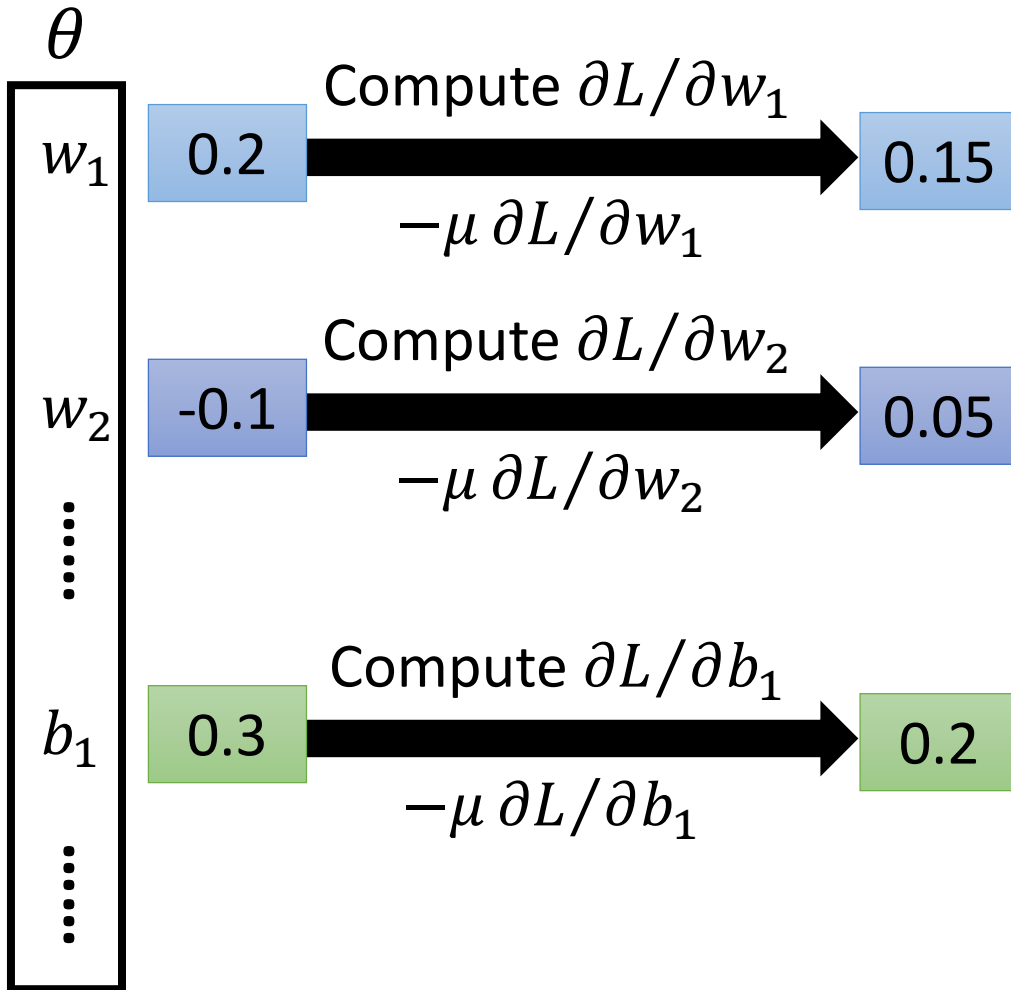 θ
Compute ∂L/∂w₁
w₁ 0.2 0.15
−μ ∂L/∂w₁
Compute ∂L/∂w₂
w₂ -0.1 0.05
−μ ∂L/∂w₂
......
Compute ∂L/∂b₁
b₁ 0.3 0.2
−μ ∂L/∂b₁
......